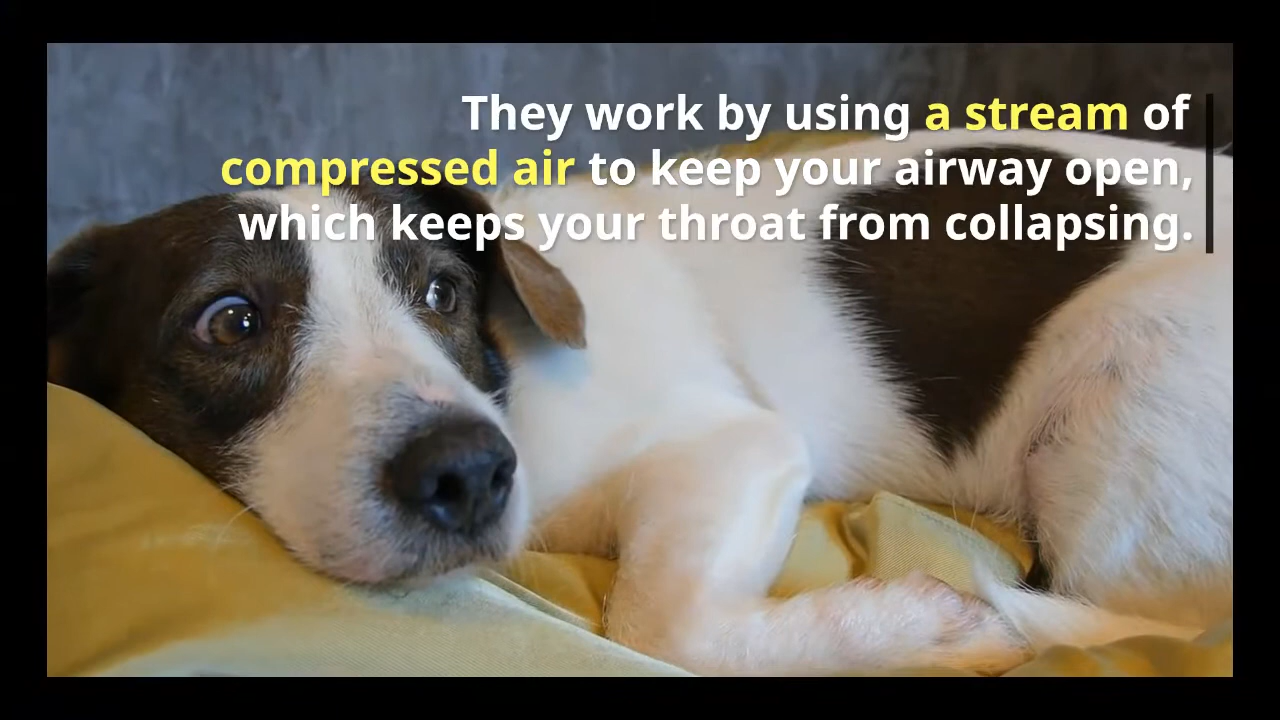 They work by using a stream of
compressed air to keep your airway open,
which keeps your throat from collapsing.